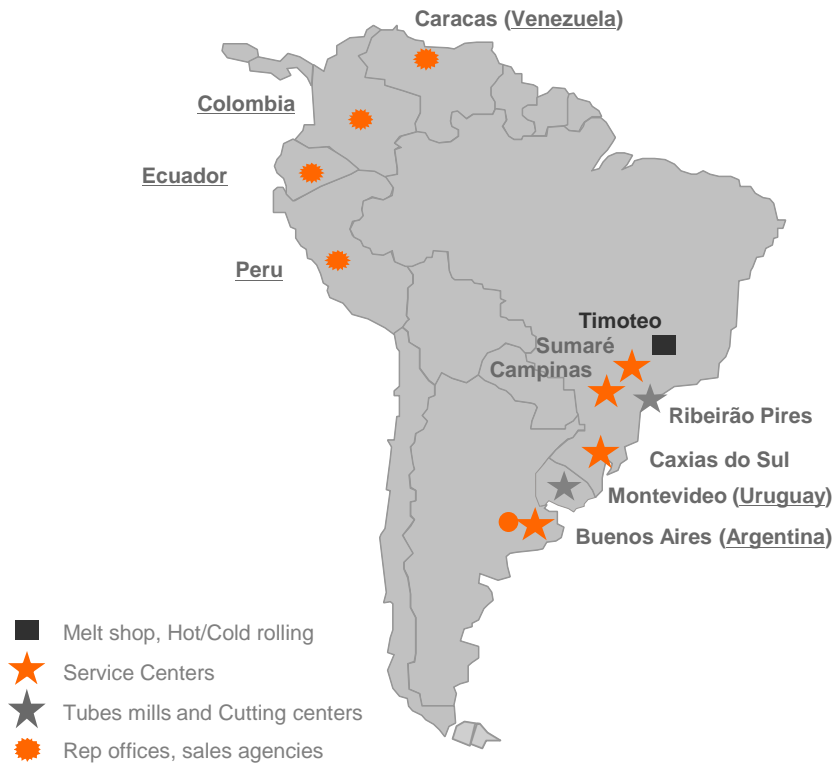 Caracas (Venezuela)
Colombia
Ecuador
Peru
Timoteo
Sumaré
Campinas
Ribeirão Pires
Caxias do Sul
Montevideo (Uruguay)
Buenos Aires (Argentina)
Melt shop, Hot/Cold rolling
Service Centers
Tubes mills and Cutting centers
Rep offices, sales agencies